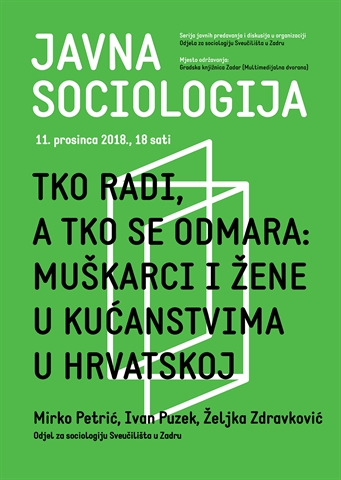 JAVNA
SOCIOLOGIJA
Serija javnih predavanja i diskusija u organizaciji
Odjela za sociologiju Sveučilišta u Zadru
Mjesto održavanja:
Gradska knjižnica Zadar (Multimedijalna dvorana)
11. prosinca 2018., 18 sati
TKO RADI,
A TKO SE ODMARA:
MUŠKARCI I ŽENE
U KUĆANSTVIMA
U HRVATSKOJ
Mirko Petrić, Ivan Puzek, Željka Zdravković
Odjel za sociologiju Sveučilišta u Zadru